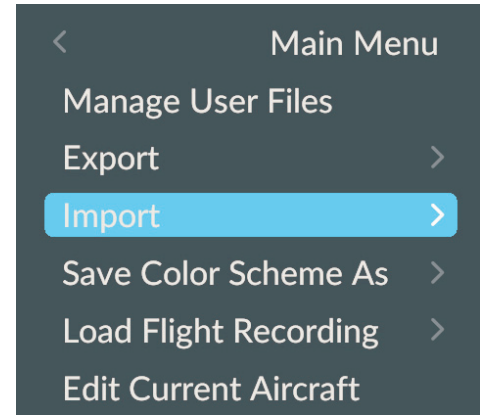 Main Menu
Manage User Files
Export
Import
Save Color Scheme As
Load Flight Recording
Edit Current Aircraft